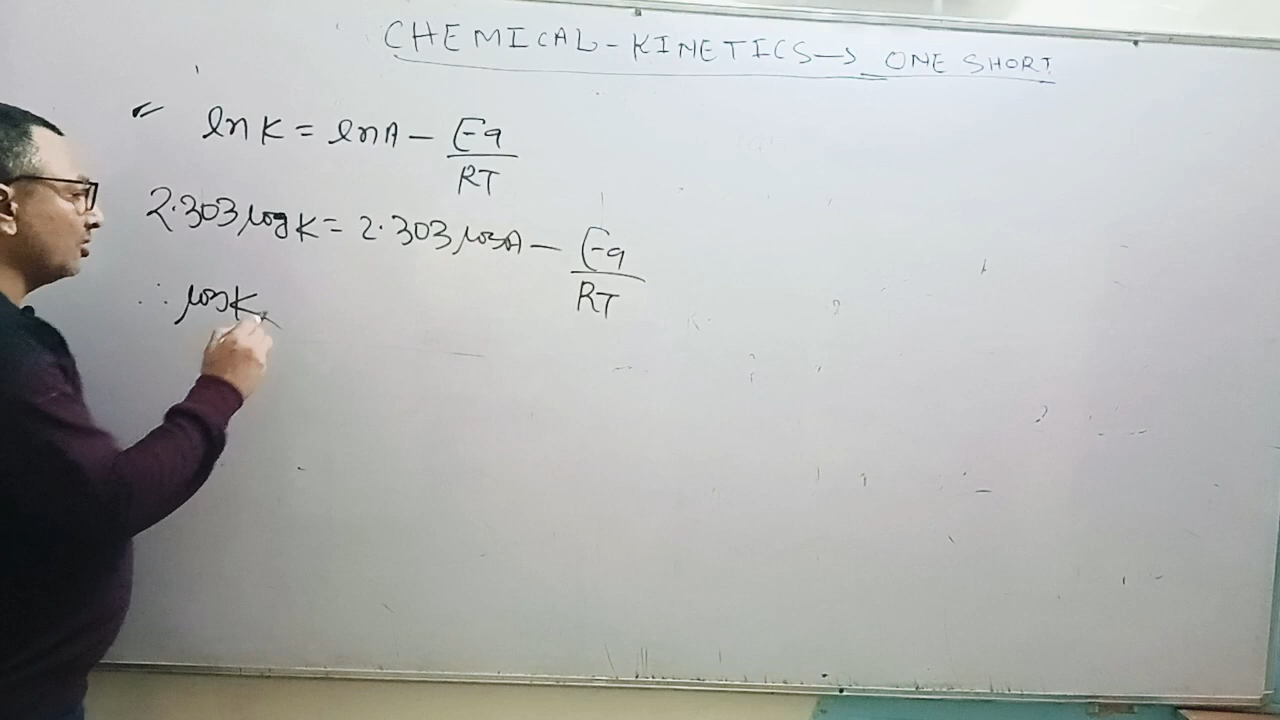 CHEMICAL-KINETICS→ ONE SHORT
ln K = ln A - Ea/RT
2.303 log K = 2.303 log A - Ea/RT
∴ log K